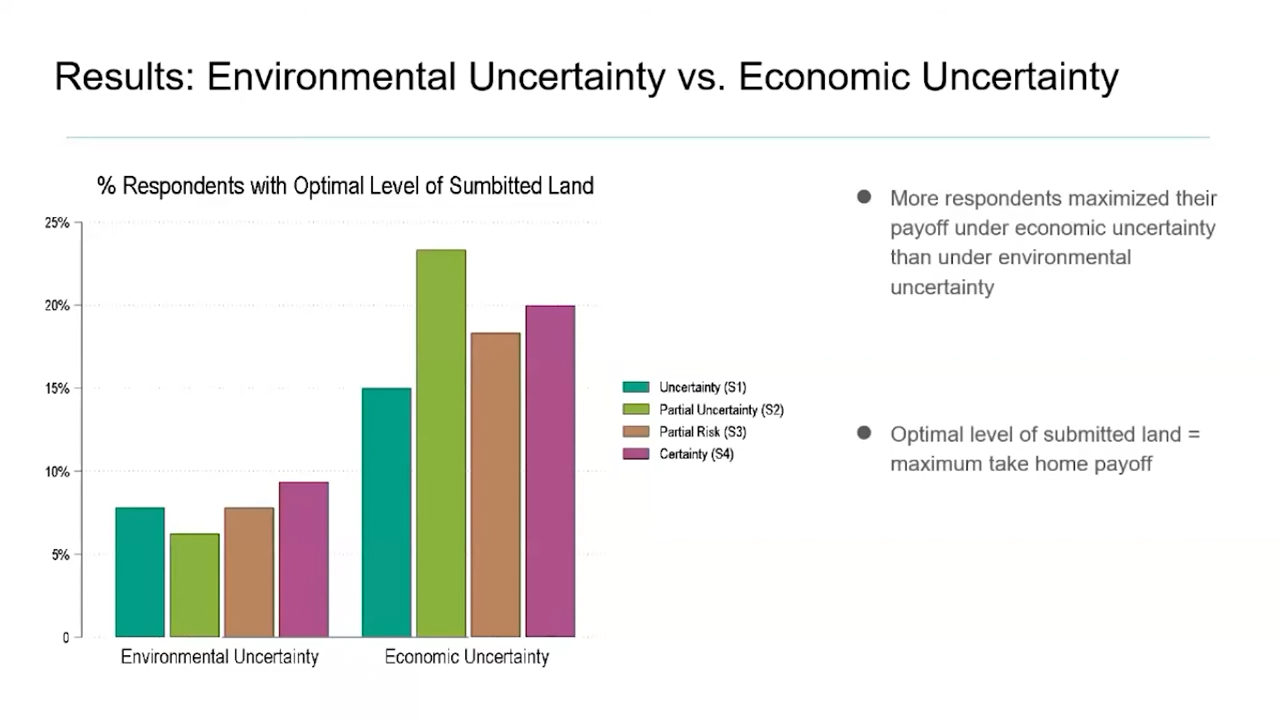 Results: Environmental Uncertainty vs. Economic Uncertainty
% Respondents with Optimal Level of Sumbitted Land
25%
20%
15%
10%
5%
0
Environmental Uncertainty
Economic Uncertainty
Uncertainty (S1)
Partial Uncertainty (S2)
Partial Risk (S3)
Certainty (S4)
More respondents maximized their
payoff under economic uncertainty
than under environmental
uncertainty
Optimal level of submitted land =
maximum take home payoff